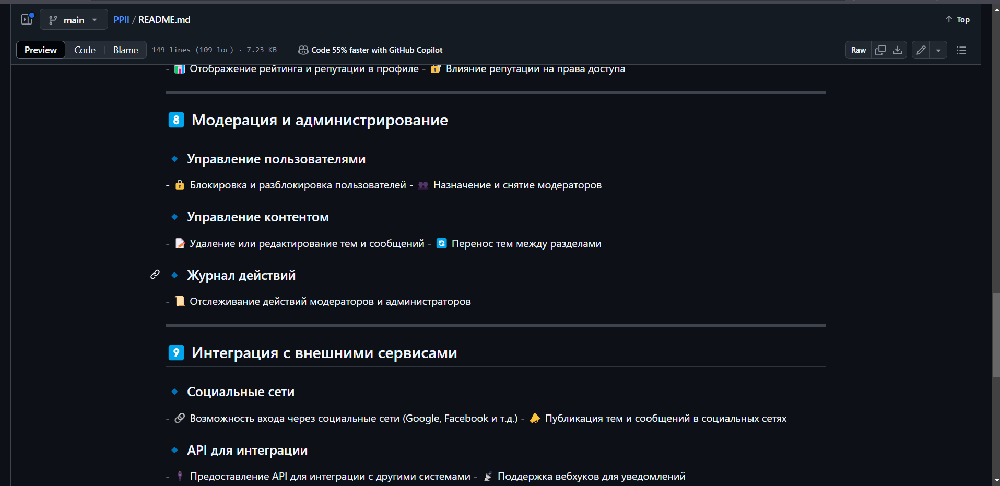 main
PPII / README.md
Top
Preview
Code
Blame
149 lines (109 loc) · 7.23 KB
Code 55% faster with GitHub Copilot
Raw
- 📊 Отображение рейтинга и репутации в профиле - 🔐 Влияние репутации на права доступа
8️⃣ Модерация и администрирование
🔹 Управление пользователями
- 🔒 Блокировка и разблокировка пользователей - 👥 Назначение и снятие модераторов
🔹 Управление контентом
- 📝 Удаление или редактирование тем и сообщений - 🔄 Перенос тем между разделами
🔹 Журнал действий
- 📜 Отслеживание действий модераторов и администраторов
9️⃣ Интеграция с внешними сервисами
🔹 Социальные сети
- 🔗 Возможность входа через социальные сети (Google, Facebook и т.д.) - 📣 Публикация тем и сообщений в социальных сетях
🔹 API для интеграции
- 🔌 Предоставление API для интеграции с другими системами - 📡 Поддержка вебхуков для уведомлений